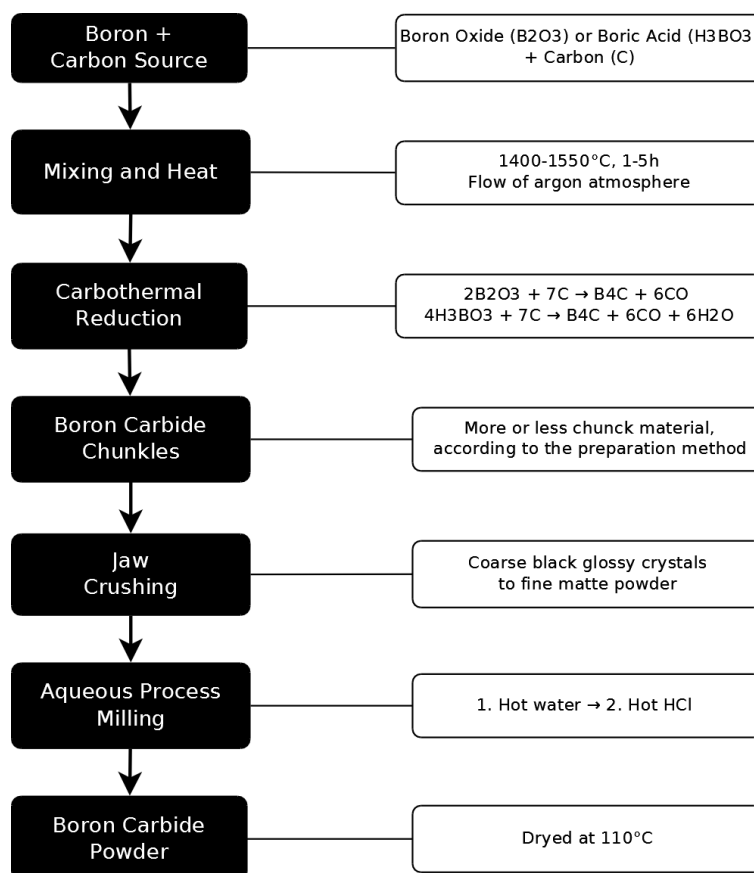 Boron +
Carbon Source
Boron Oxide (B2O3) or Boric Acid (H3BO3
+ Carbon (C)
Mixing and Heat
1400-1550°C, 1-5h
Flow of argon atmosphere
Carbothermal
Reduction
2B2O3 + 7C → B4C + 6CO
4H3BO3 + 7C → B4C + 6CO + 6H2O
Boron Carbide
Chunkles
More or less chunck material,
according to the preparation method
Jaw
Crushing
Coarse black glossy crystals
to fine matte powder
Aqueous Process
Milling
1. Hot water → 2. Hot HCl
Boron Carbide
Powder
Dryed at 110°C